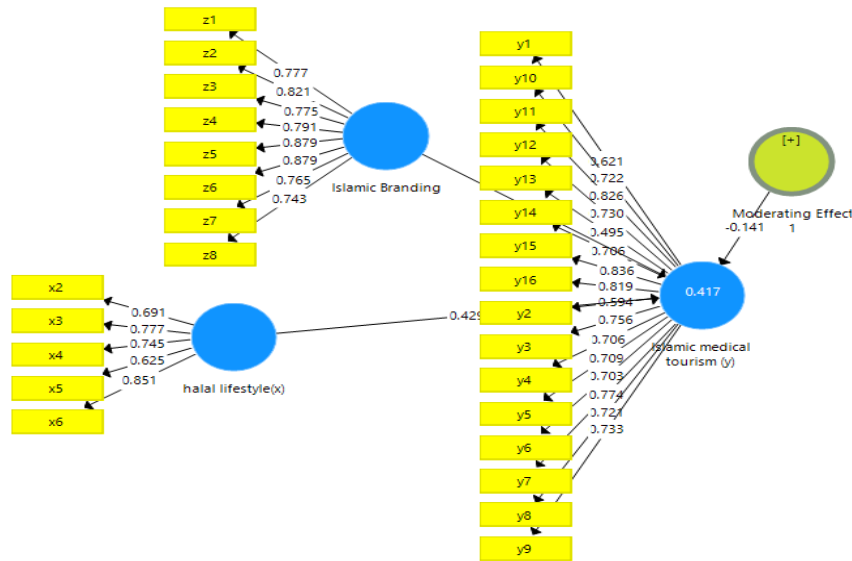 z1
z2
z3
z4
z5
z6
z7
z8
0.777
0.821
0.775
0.791
0.879
0.879
0.765
0.743
Islamic Branding
x2
x3
x4
x5
x6
0.691
0.777
0.745
0.625
0.851
halal lifestyle(x)
0.429
y1
y10
y11
y12
y13
y14
y15
y16
y2
y3
y4
y5
y6
y7
y8
y9
0.621
0.722
0.826
0.730
0.495
0.706
0.836
0.819
0.594
0.756
0.706
0.709
0.703
0.774
0.721
0.733
0.417
Islamic medical
tourism (y)
[+]
Moderating Effect
1
-0.141